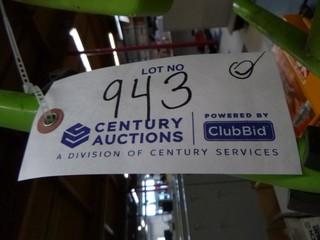 LOT NO
943
CENTURY AUCTIONS
POWERED BY
ClubBid
A DIVISION OF CENTURY SERVICES